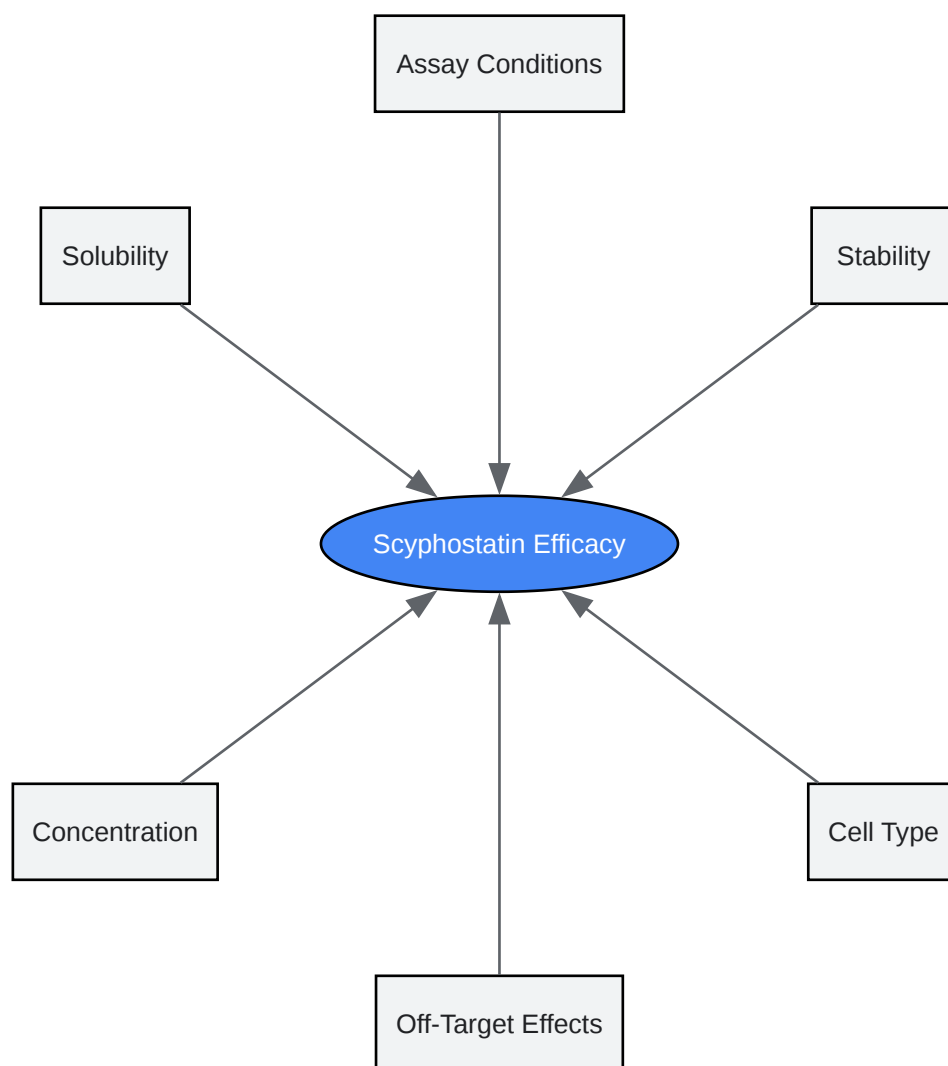 Assay Conditions
Solubility
Stability
Scyphostatin Efficacy
Concentration
Cell Type
Off-Target Effects